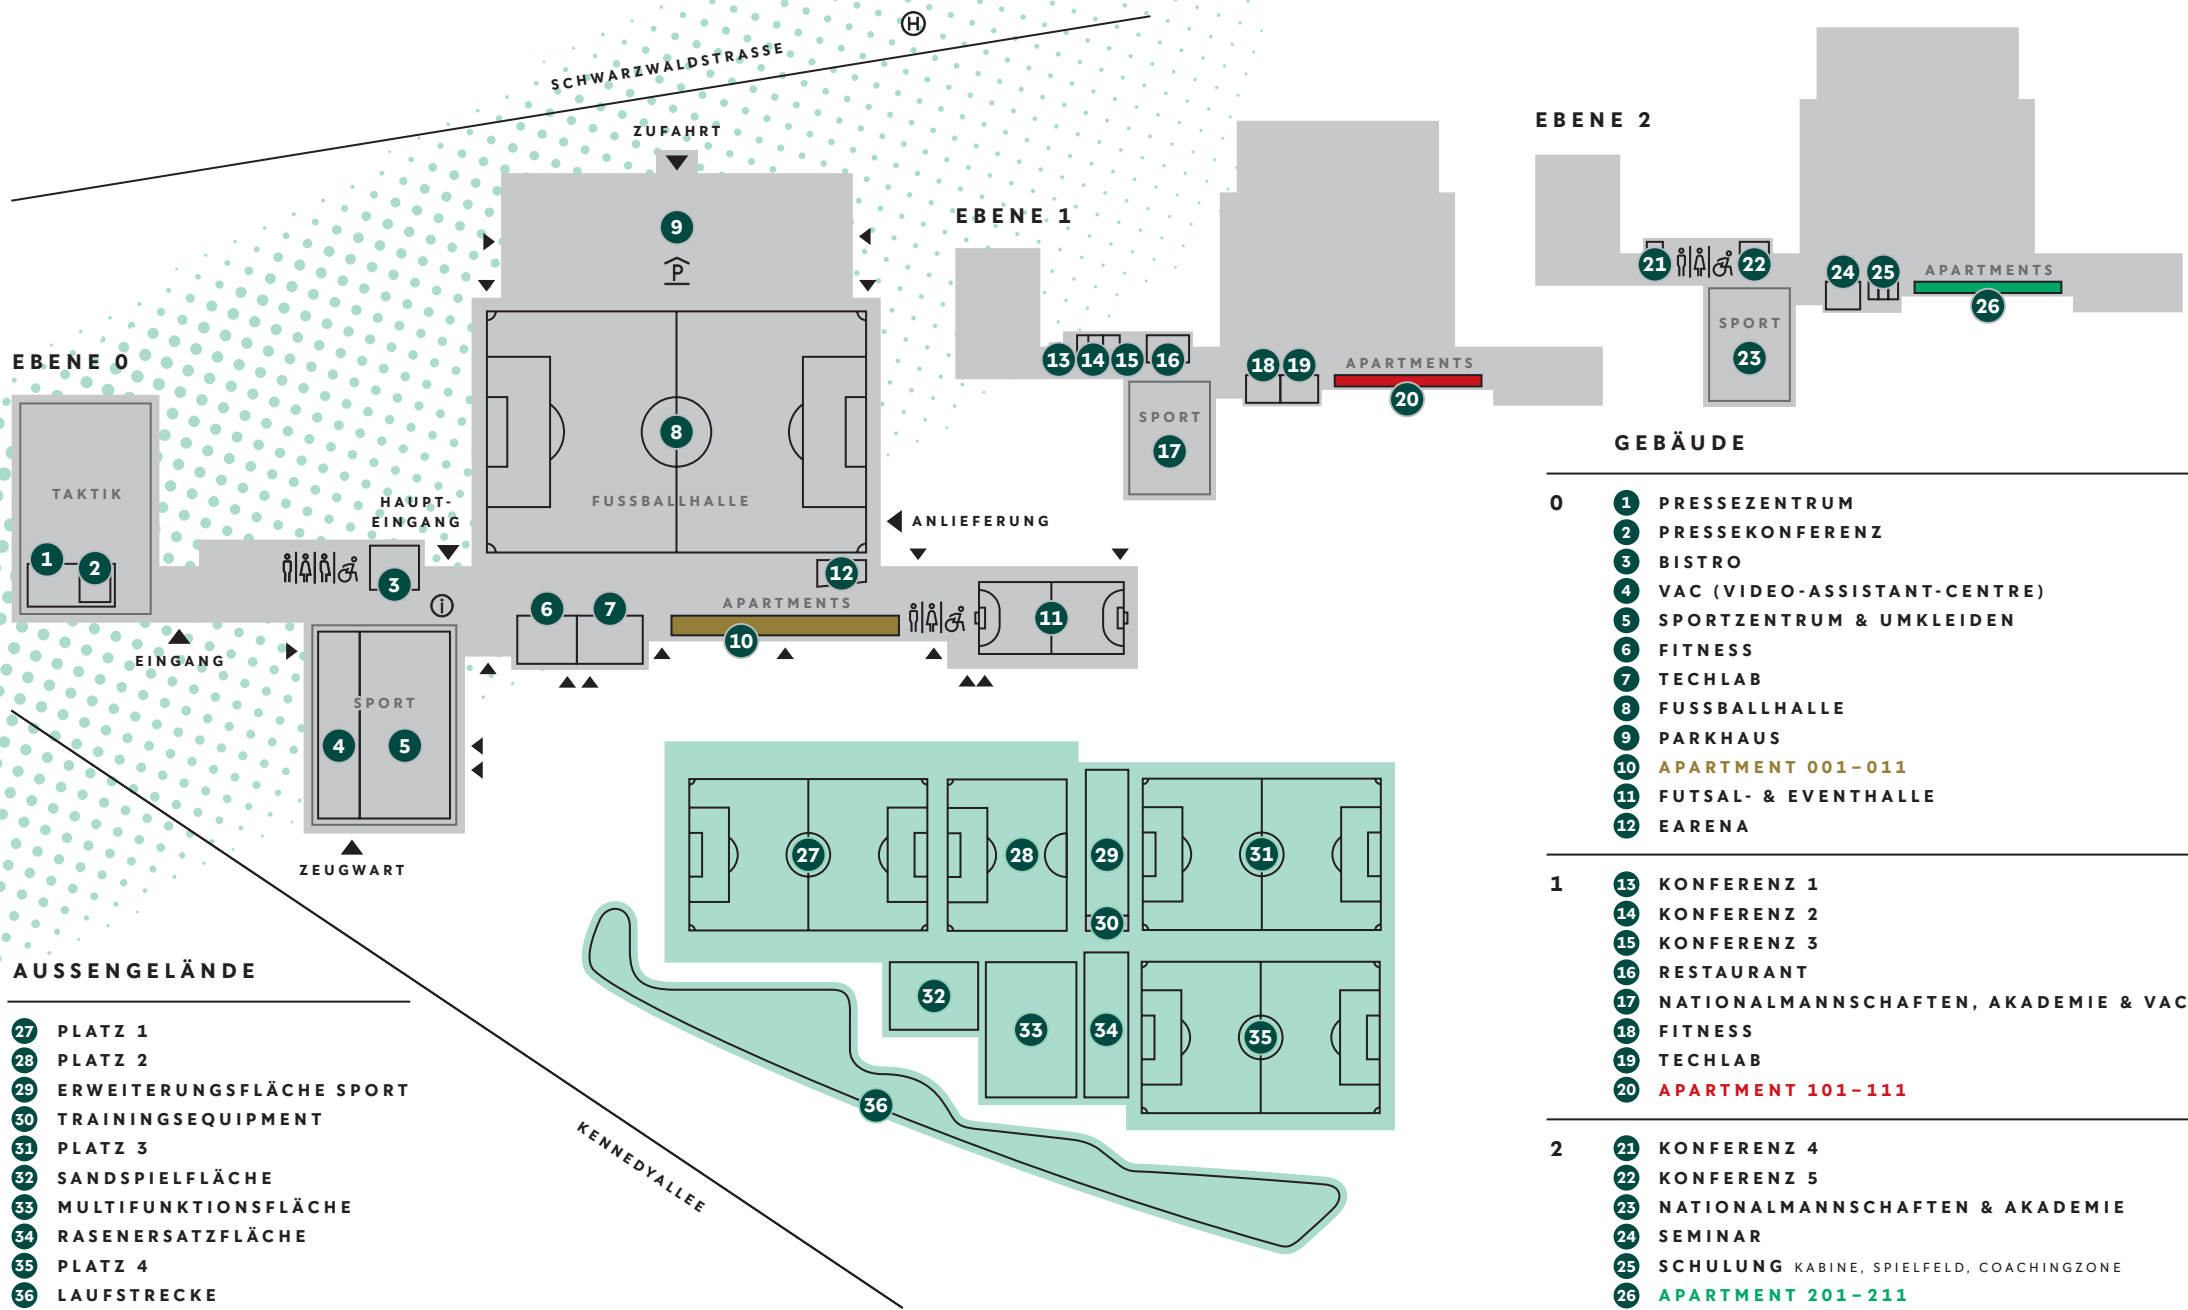 H
SCHWARZWALDSTRASSE
ZUFAHRT
9
P
EBENE 0
TAKTIK
1
2
HAUPT-
EINGANG
3
i
8
FUSSBALLHALLE
ANLIEFERUNG
12
6
7
APARTMENTS
10
11
EINGANG
SPORT
4
5
ZEUGWART
EBENE 1
13
14
15
16
18
19
APARTMENTS
20
SPORT
17
EBENE 2
21
22
24
25
APARTMENTS
26
SPORT
23
27
28
29
30
31
32
33
34
35
36
KENNEDYALLEE
AUSSENGELÄNDE
27 PLATZ 1
28 PLATZ 2
29 ERWEITERUNGSFLÄCHE SPORT
30 TRAININGSEQUIPMENT
31 PLATZ 3
32 SANDSPIELFLÄCHE
33 MULTIFUNKTIONSFLÄCHE
34 RASENERSATZFLÄCHE
35 PLATZ 4
36 LAUFSTRECKE
GEBÄUDE
0 1 PRESSEZENTRUM
2 PRESSEKONFERENZ
3 BISTRO
4 VAC (VIDEO-ASSISTANT-CENTRE)
5 SPORTZENTRUM & UMKLEIDEN
6 FITNESS
7 TECHLAB
8 FUSSBALLHALLE
9 PARKHAUS
10 APARTMENT 001–011
11 FUTSAL- & EVENTHALLE
12 EARENA
1 13 KONFERENZ 1
14 KONFERENZ 2
15 KONFERENZ 3
16 RESTAURANT
17 NATIONALMANNSCHAFTEN, AKADEMIE & VAC
18 FITNESS
19 TECHLAB
20 APARTMENT 101–111
2 21 KONFERENZ 4
22 KONFERENZ 5
23 NATIONALMANNSCHAFTEN & AKADEMIE
24 SEMINAR
25 SCHULUNG KABINE, SPIELFELD, COACHINGZONE
26 APARTMENT 201–211